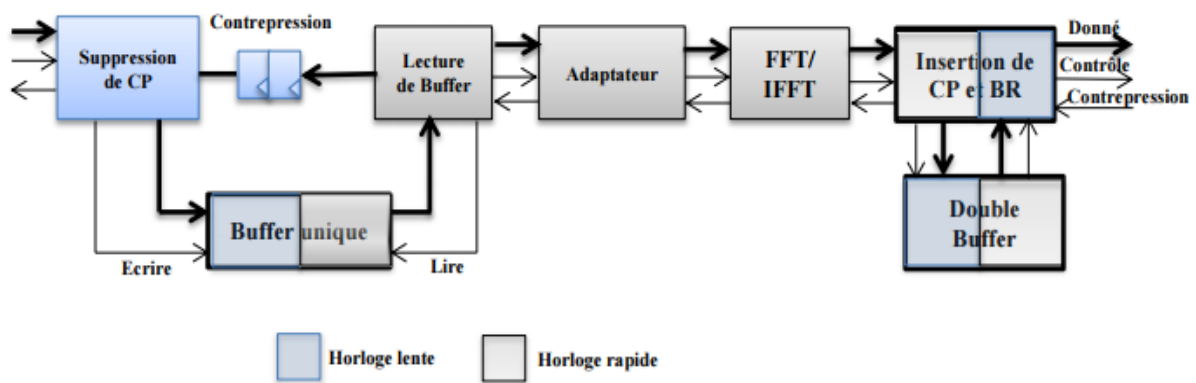 Contrepression
Suppression
de CP
Lecture
de Buffer
Adaptateur
FFT/
IFFT
Insertion de
CP et BR
Donné
Contrôle
Contrepression
Buffer unique
Ecrire
Lire
Double
Buffer
Horloge lente
Horloge rapide